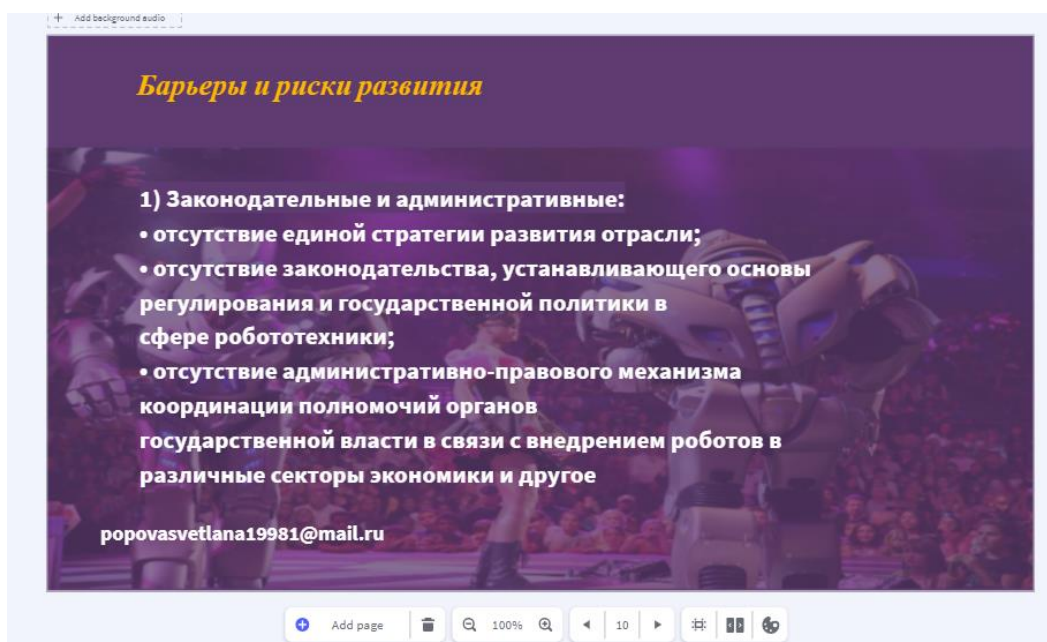 + Add background audio
Барьеры и риски развития
1) Законодательные и административные:
• отсутствие единой стратегии развития отрасли;
• отсутствие законодательства, устанавливающего основы
регулирования и государственной политики в
сфере робототехники;
• отсутствие административно-правового механизма
координации полномочий органов
государственной власти в связи с внедрением роботов в
различные секторы экономики и другое
popovasvetlana19981@mail.ru
Add page 100% 10